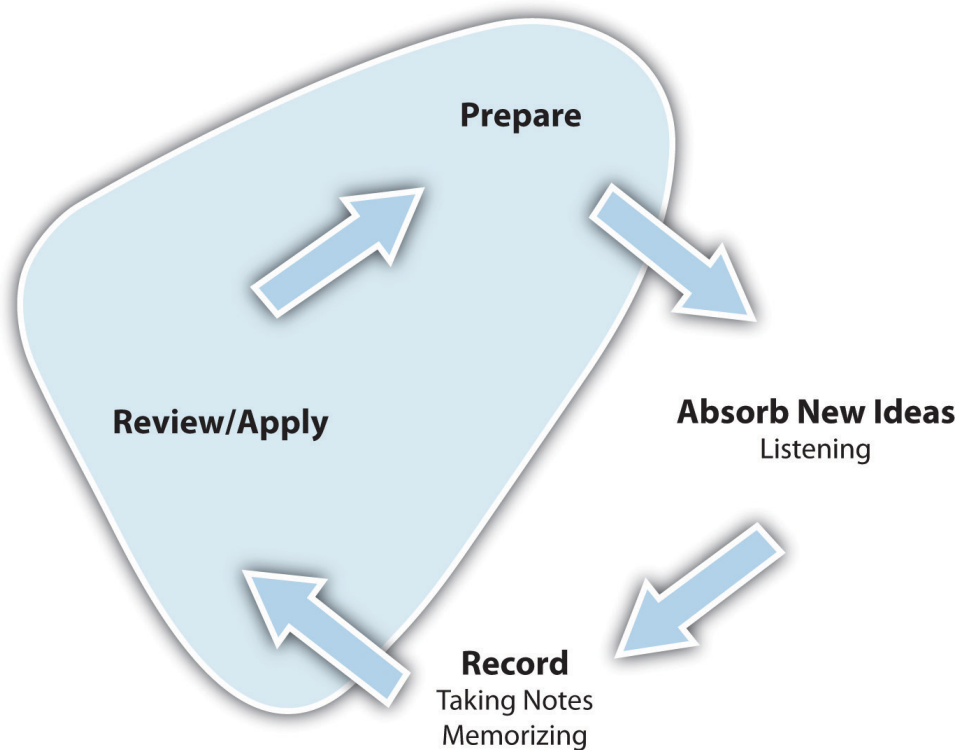 Prepare
Review/Apply
Absorb New Ideas
Listening
Record
Taking Notes
Memorizing